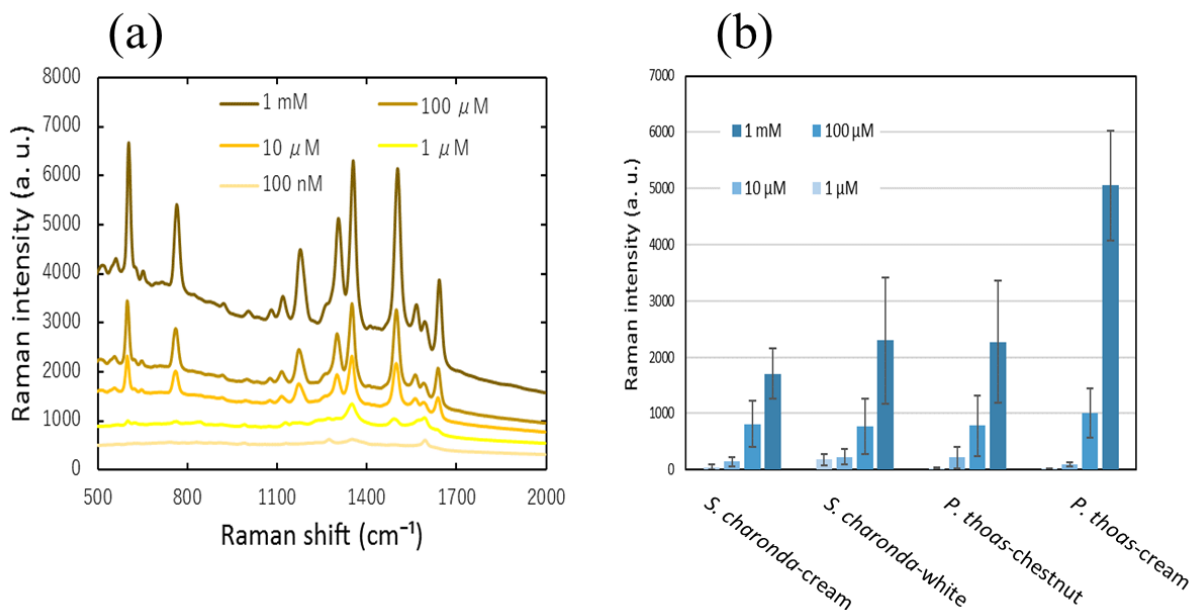 (a)
8000
7000
6000
5000
4000
3000
2000
1000
0
Raman intensity (a. u.)
1 mM
100 μM
10 μM
1 μM
100 nM
500
800
1100
1400
1700
2000
Raman shift (cm⁻¹)
(b)
7000
6000
5000
4000
3000
2000
1000
0
Raman intensity (a. u.)
1 mM
100 μM
10 μM
1 μM
S. charonda-cream
S. charonda-white
P. thoas-chestnut
P. thoas-cream